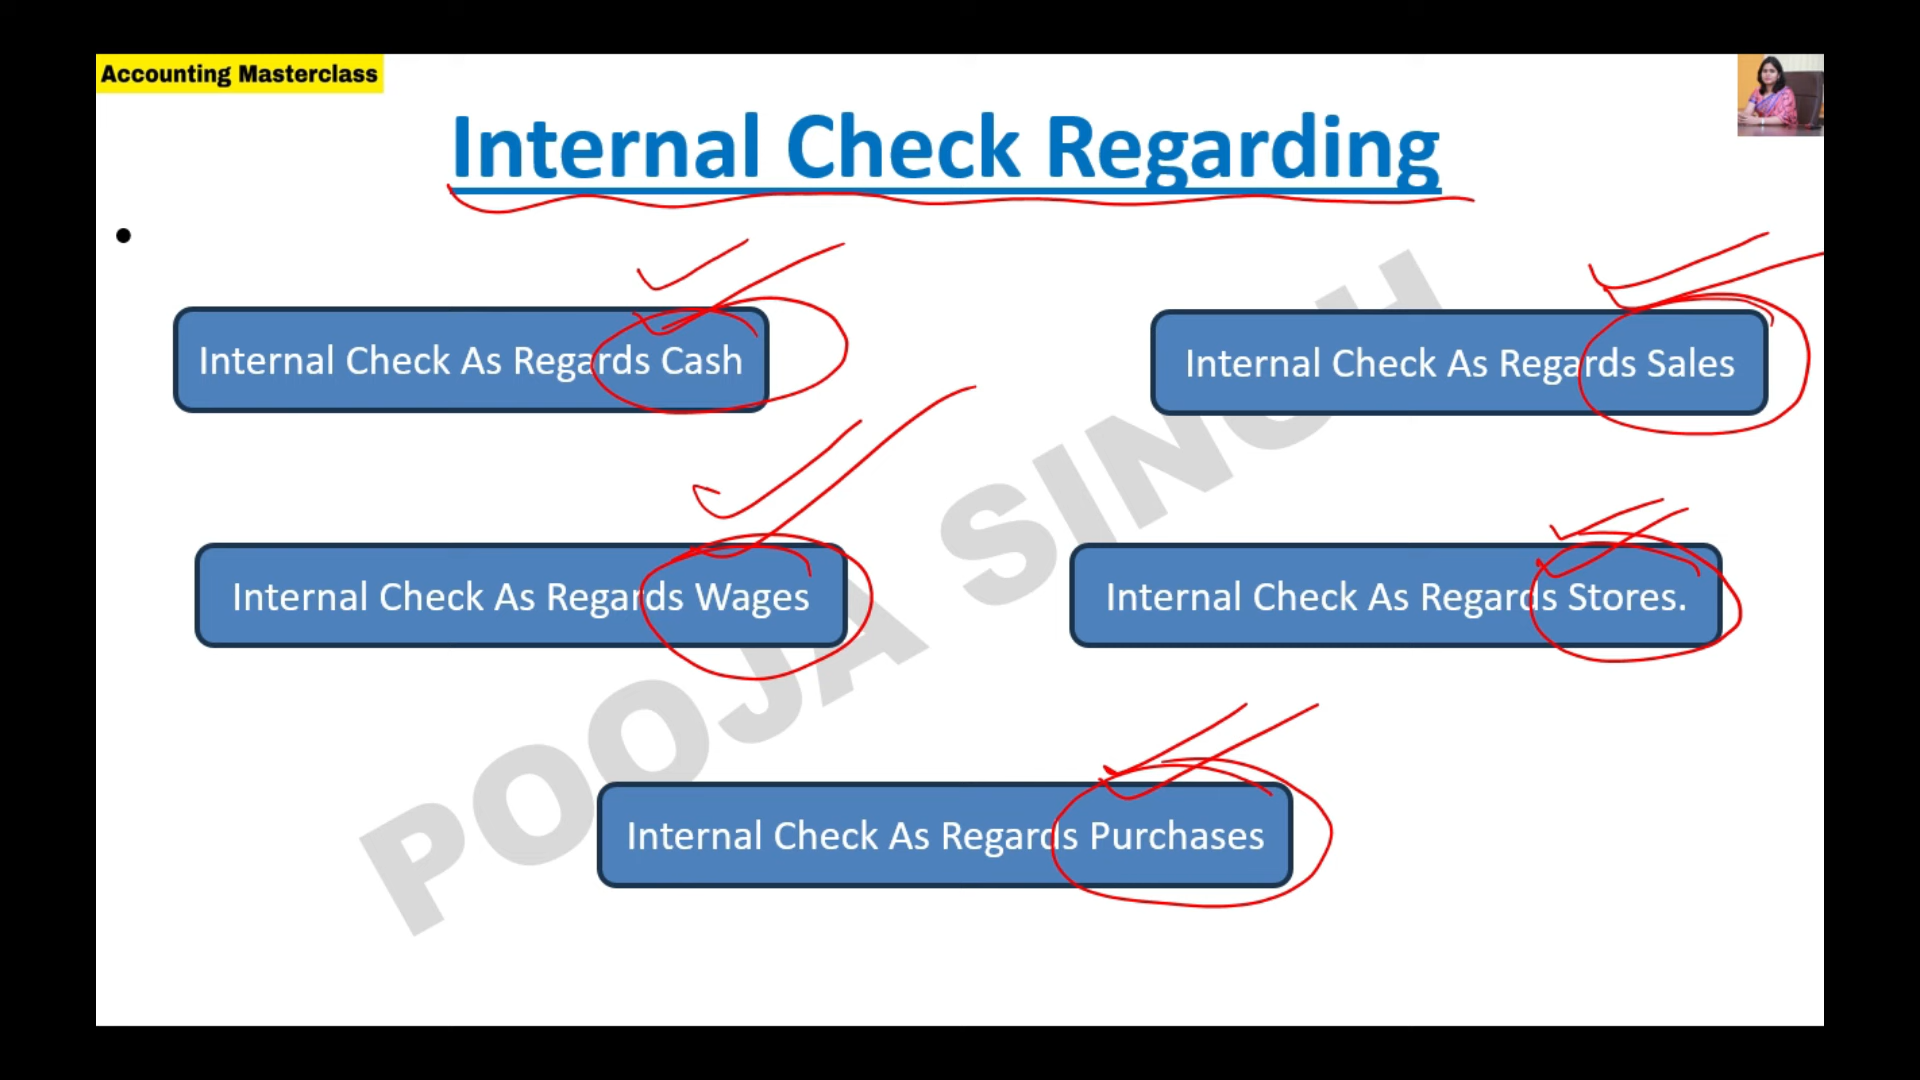 Accounting Masterclass
Internal Check Regarding
Internal Check As Regards Cash
Internal Check As Regards Sales
Internal Check As Regards Wages
Internal Check As Regards Stores.
Internal Check As Regards Purchases
POOJA SINGH